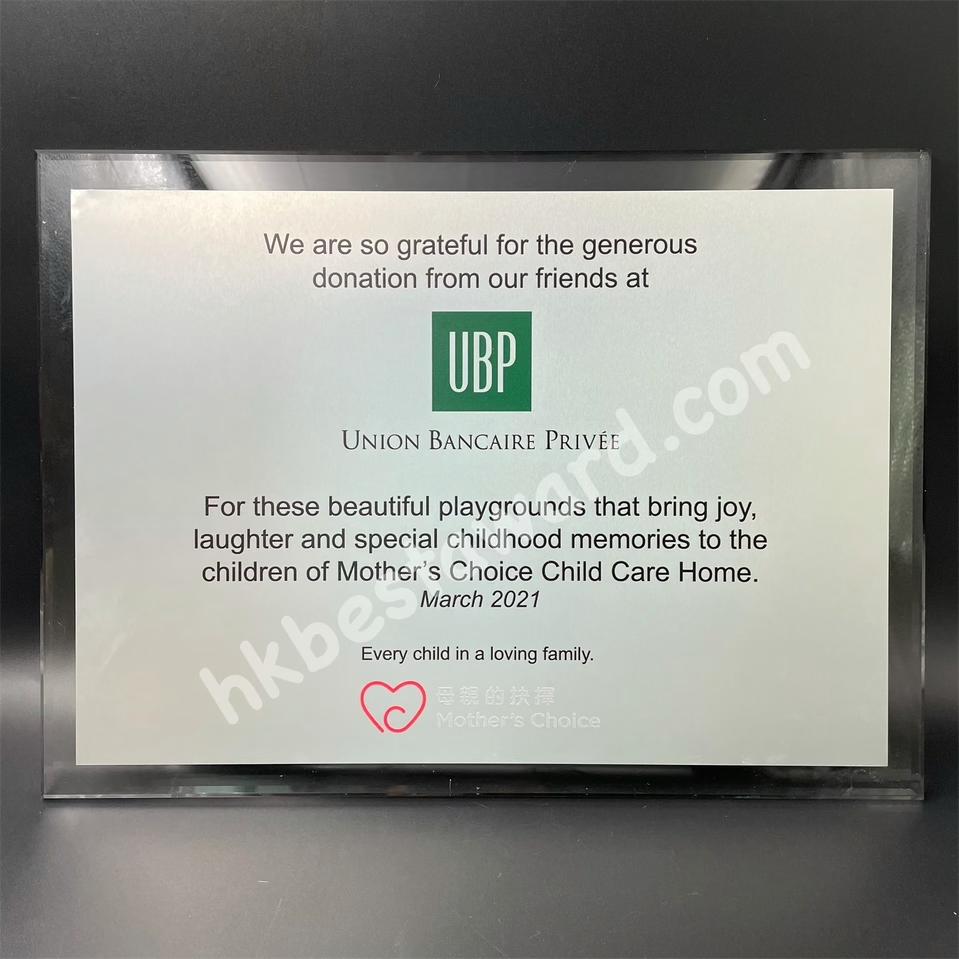 We are so grateful for the generous
donation from our friends at
UBP
UNION BANCAIRE PRIVÉE
For these beautiful playgrounds that bring joy,
laughter and special childhood memories to the
children of Mother's Choice Child Care Home.
March 2021
Every child in a loving family.
母親的抉擇
Mother's Choice
hkbestaward.com